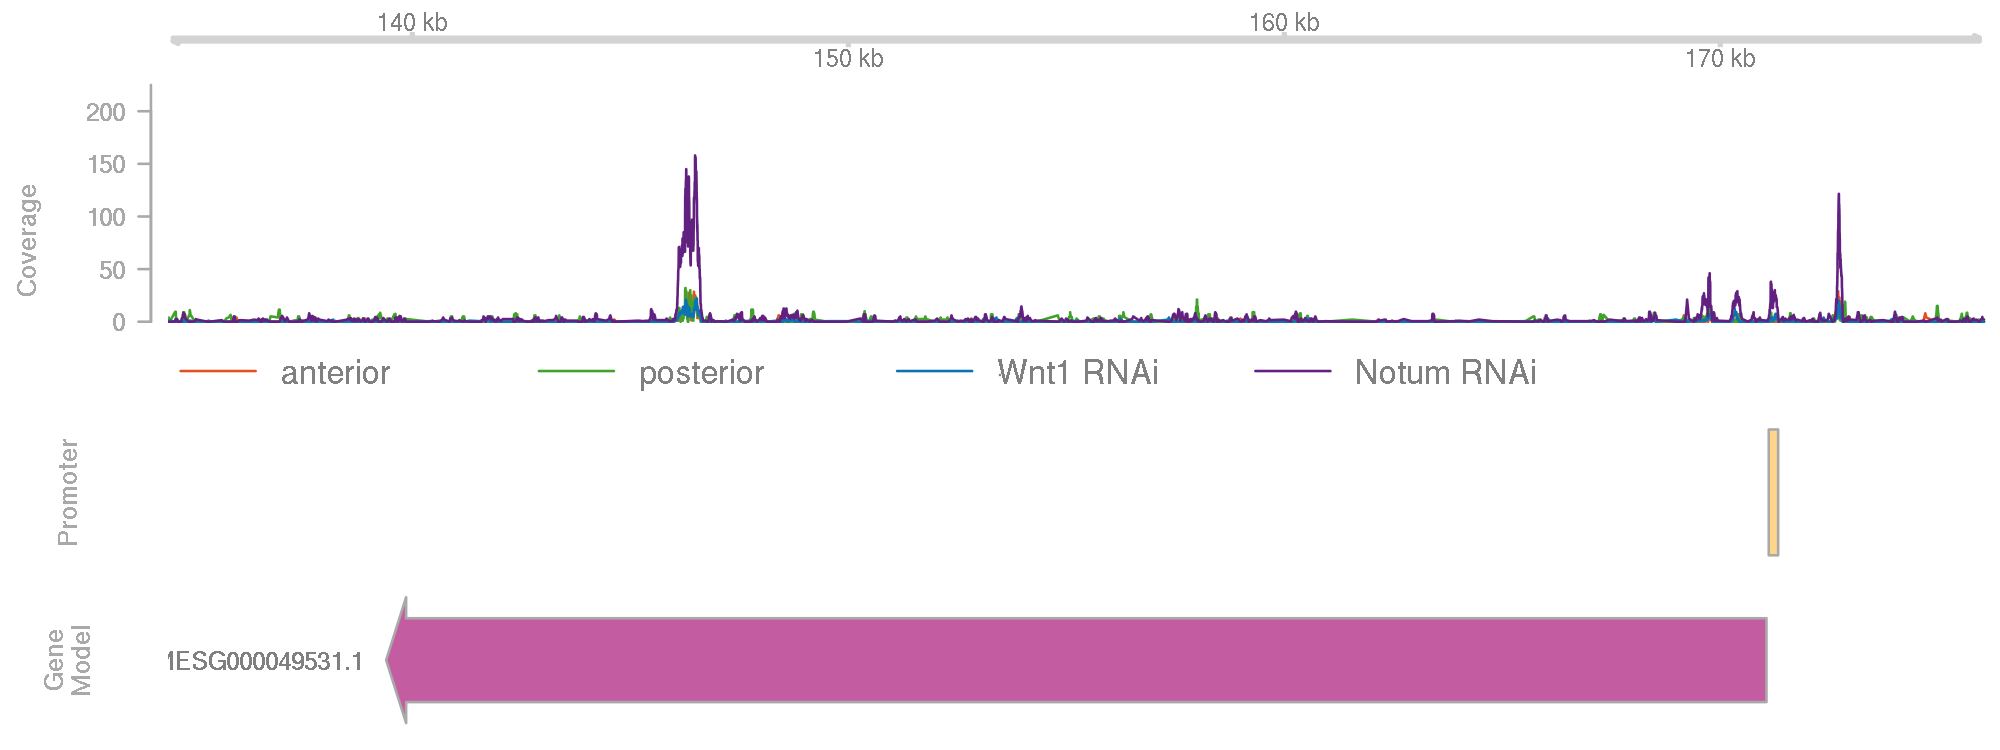 140 kb
160 kb
150 kb
170 kb
Coverage
200
150
100
50
0
anterior
posterior
Wnt1 RNAi
Notum RNAi
Promoter
Gene
Model
ESG000049531.1